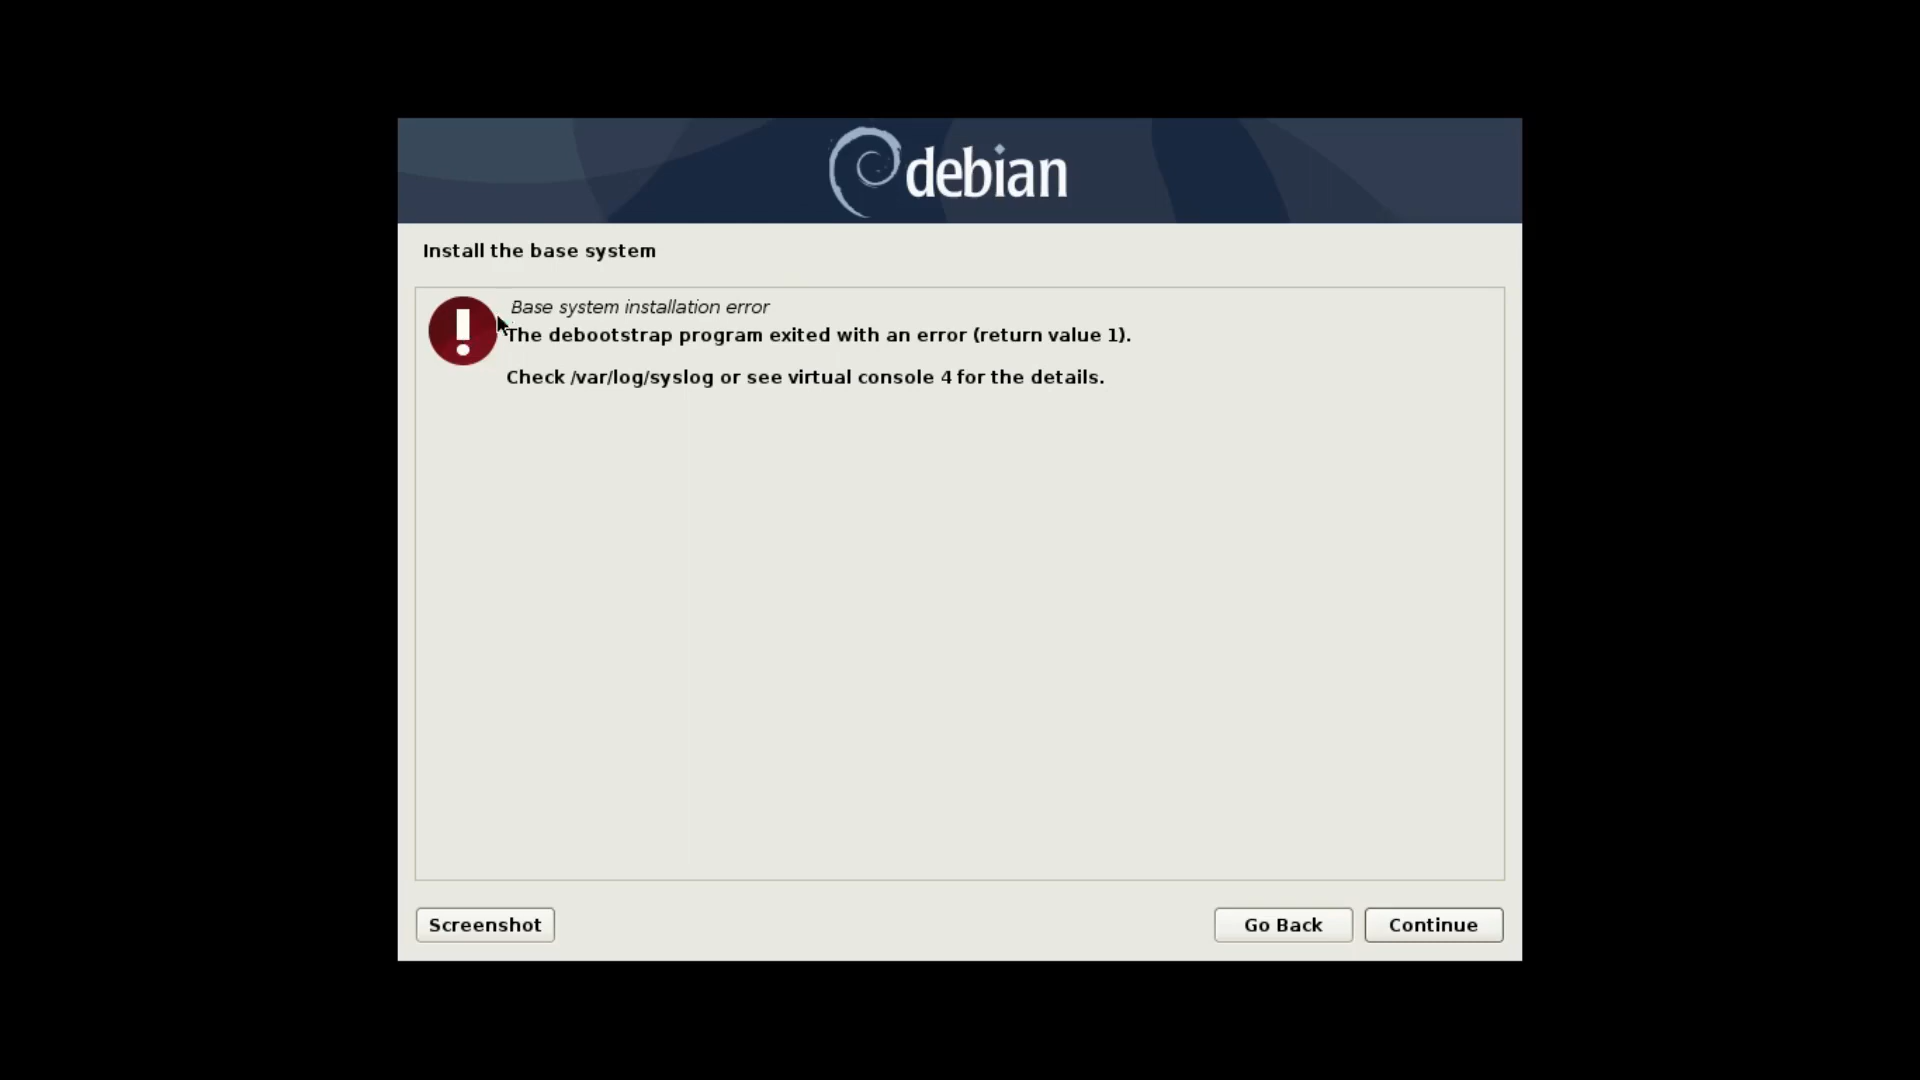 debian
Install the base system
Base system installation error
The debootstrap program exited with an error (return value 1).
Check /var/log/syslog or see virtual console 4 for the details.
Screenshot
Go Back
Continue